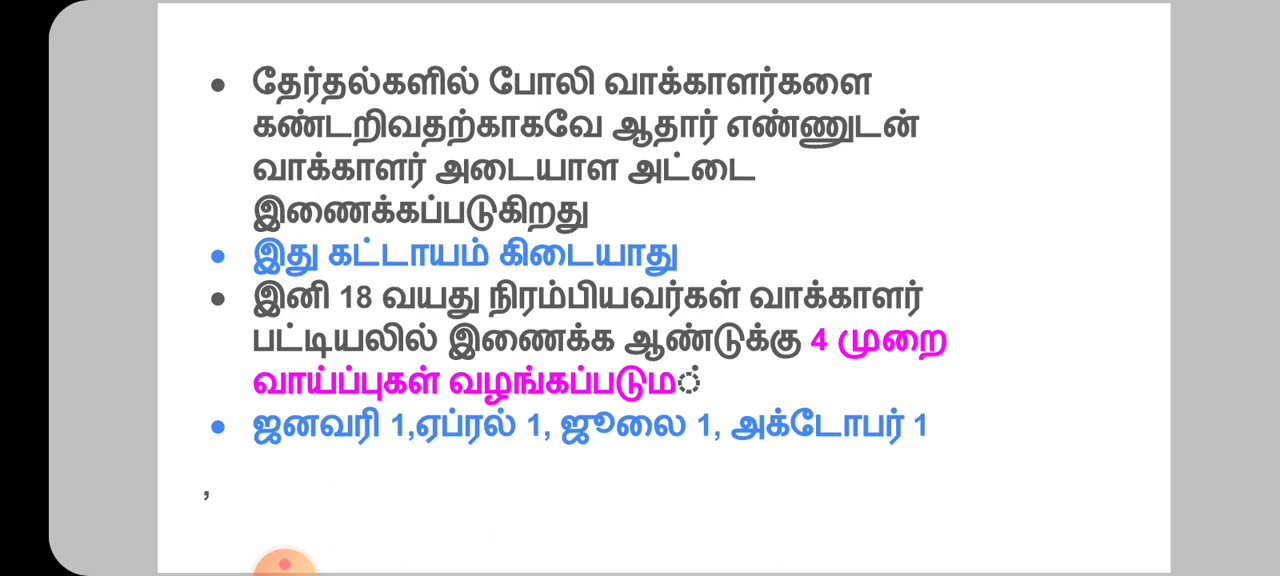 • தேர்தல்களில் போலி வாக்காளர்களை
கண்டறிவதற்காகவே ஆதார் எண்ணுடன்
வாக்காளர் அடையாள அட்டை
இணைக்கப்படுகிறது
• இது கட்டாயம் கிடையாது
• இனி 18 வயது நிரம்பியவர்கள் வாக்காளர்
பட்டியலில் இணைக்க ஆண்டுக்கு 4 முறை
வாய்ப்புகள் வழங்கப்படும்
• ஜனவரி 1,ஏப்ரல் 1, ஜூலை 1, அக்டோபர் 1
,